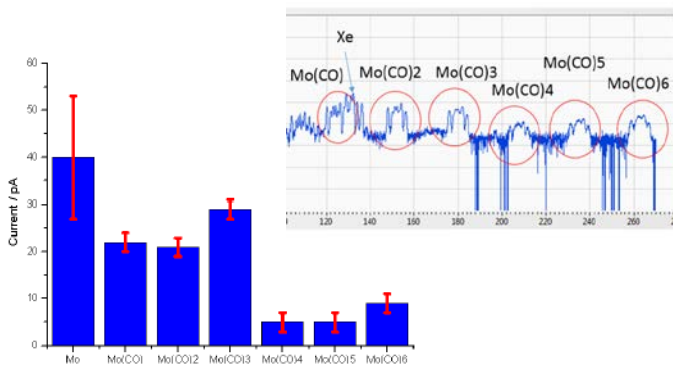 Xe
Mo(CO)
Mo(CO)2
Mo(CO)3
Mo(CO)4
Mo(CO)5
Mo(CO)6
120 140 160 180 200 220 240 260
Current / pA
60
50
40
30
20
10
0
Mo Mo(CO) Mo(CO)2 Mo(CO)3 Mo(CO)4 Mo(CO)5 Mo(CO)6